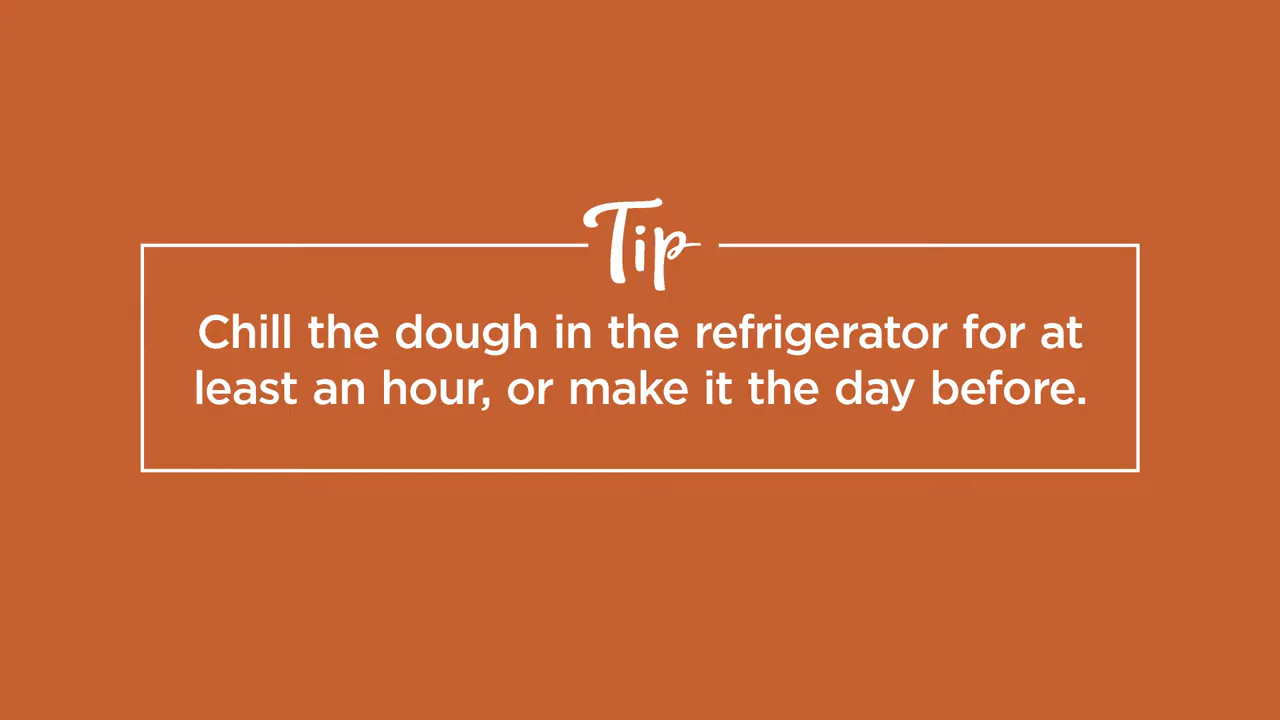 Tip
Chill the dough in the refrigerator for at
least an hour, or make it the day before.